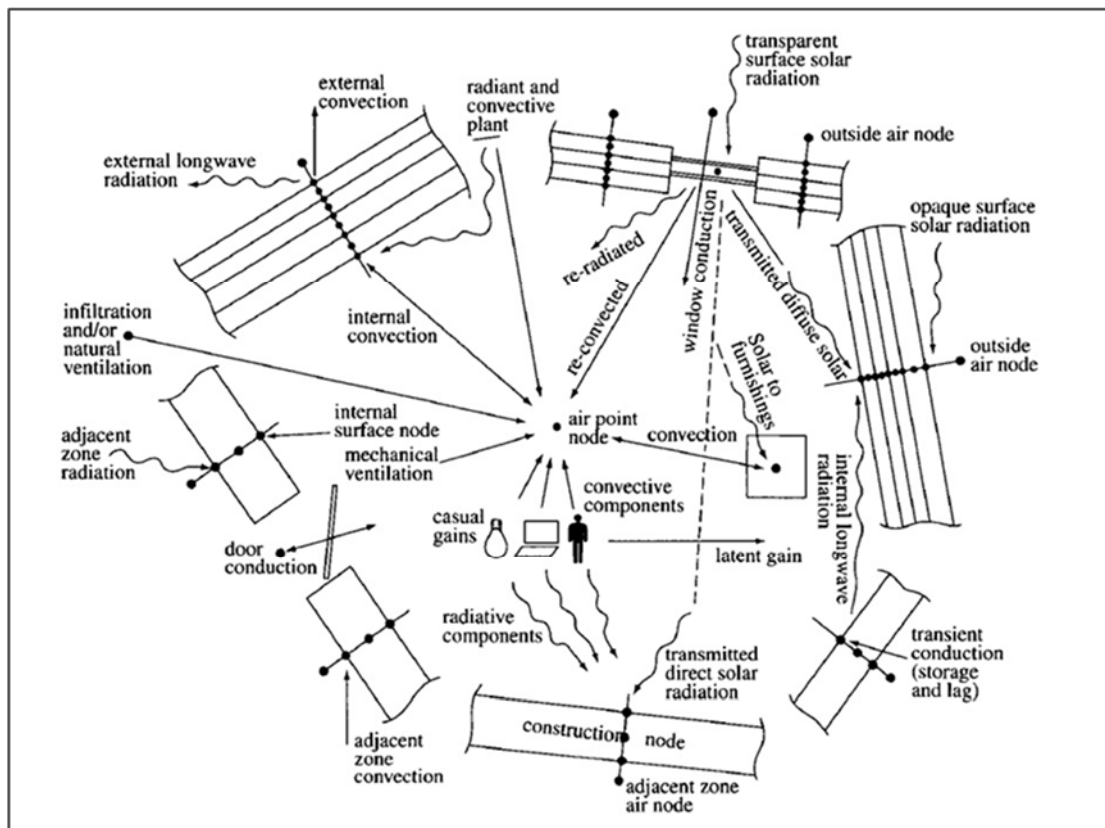 transparent
surface solar
radiation
external
convection
radiant and
convective
plant
outside air node
external longwave
radiation
opaque surface
solar radiation
re-radiated
window conduction
transmitted diffuse solar
re-convected
infiltration
and/or
natural
ventilation
internal
convection
Solar to
furnishings
outside
air node
air point
node
internal
surface node
convection
adjacent
zone
radiation
mechanical
ventilation
internal longwave
radiation
convective
components
casual
gains
door
conduction
latent gain
radiative
components
transmitted
direct solar
radiation
transient
conduction
(storage
and lag)
construction node
adjacent
zone
convection
adjacent zone
air node